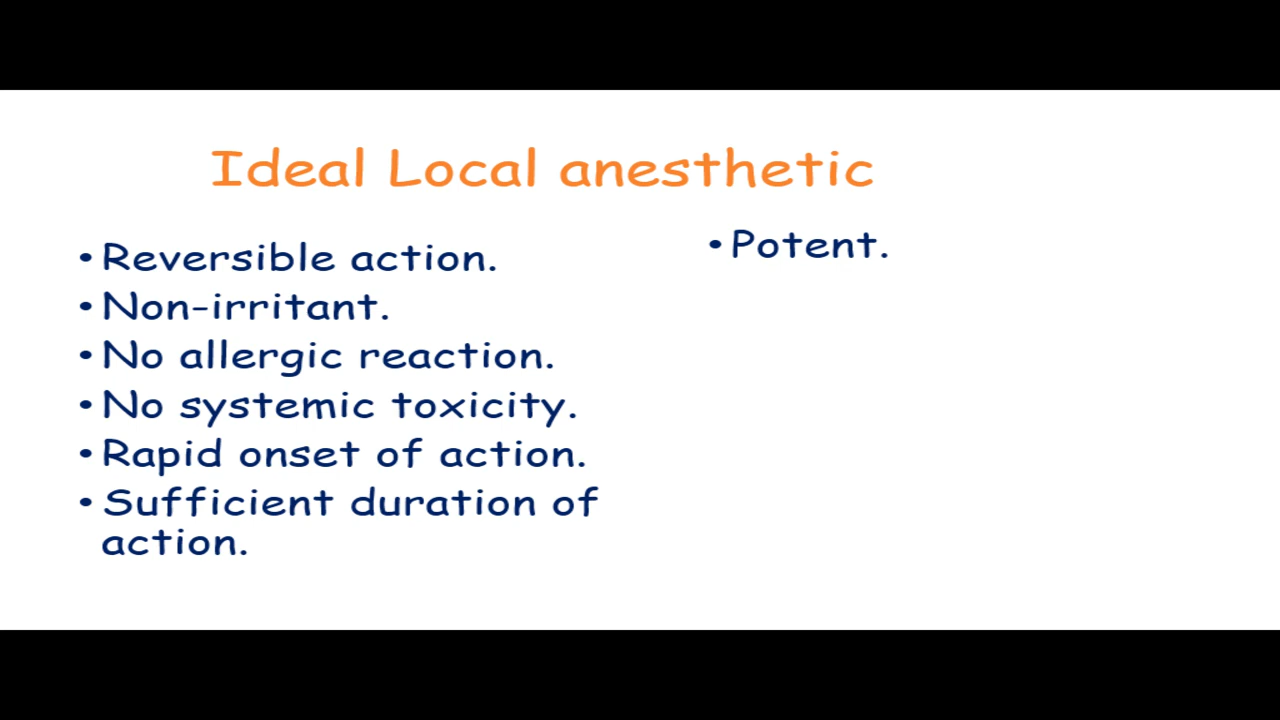 Ideal Local anesthetic
• Reversible action.
• Non-irritant.
• No allergic reaction.
• No systemic toxicity.
• Rapid onset of action.
• Sufficient duration of
action.
• Potent.